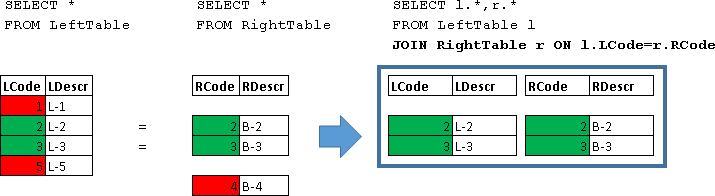 SELECT *
FROM LeftTable
SELECT *
FROM RightTable
SELECT l.*,r.*
FROM LeftTable l
JOIN RightTable r ON l.LCode=r.RCode
LCode LDescr
1 L-1
2 L-2 =
3 L-3 =
5 L-5
RCode RDescr
2 B-2
3 B-3
4 B-4
LCode LDescr RCode RDescr
2 L-2 2 B-2
3 L-3 3 B-3